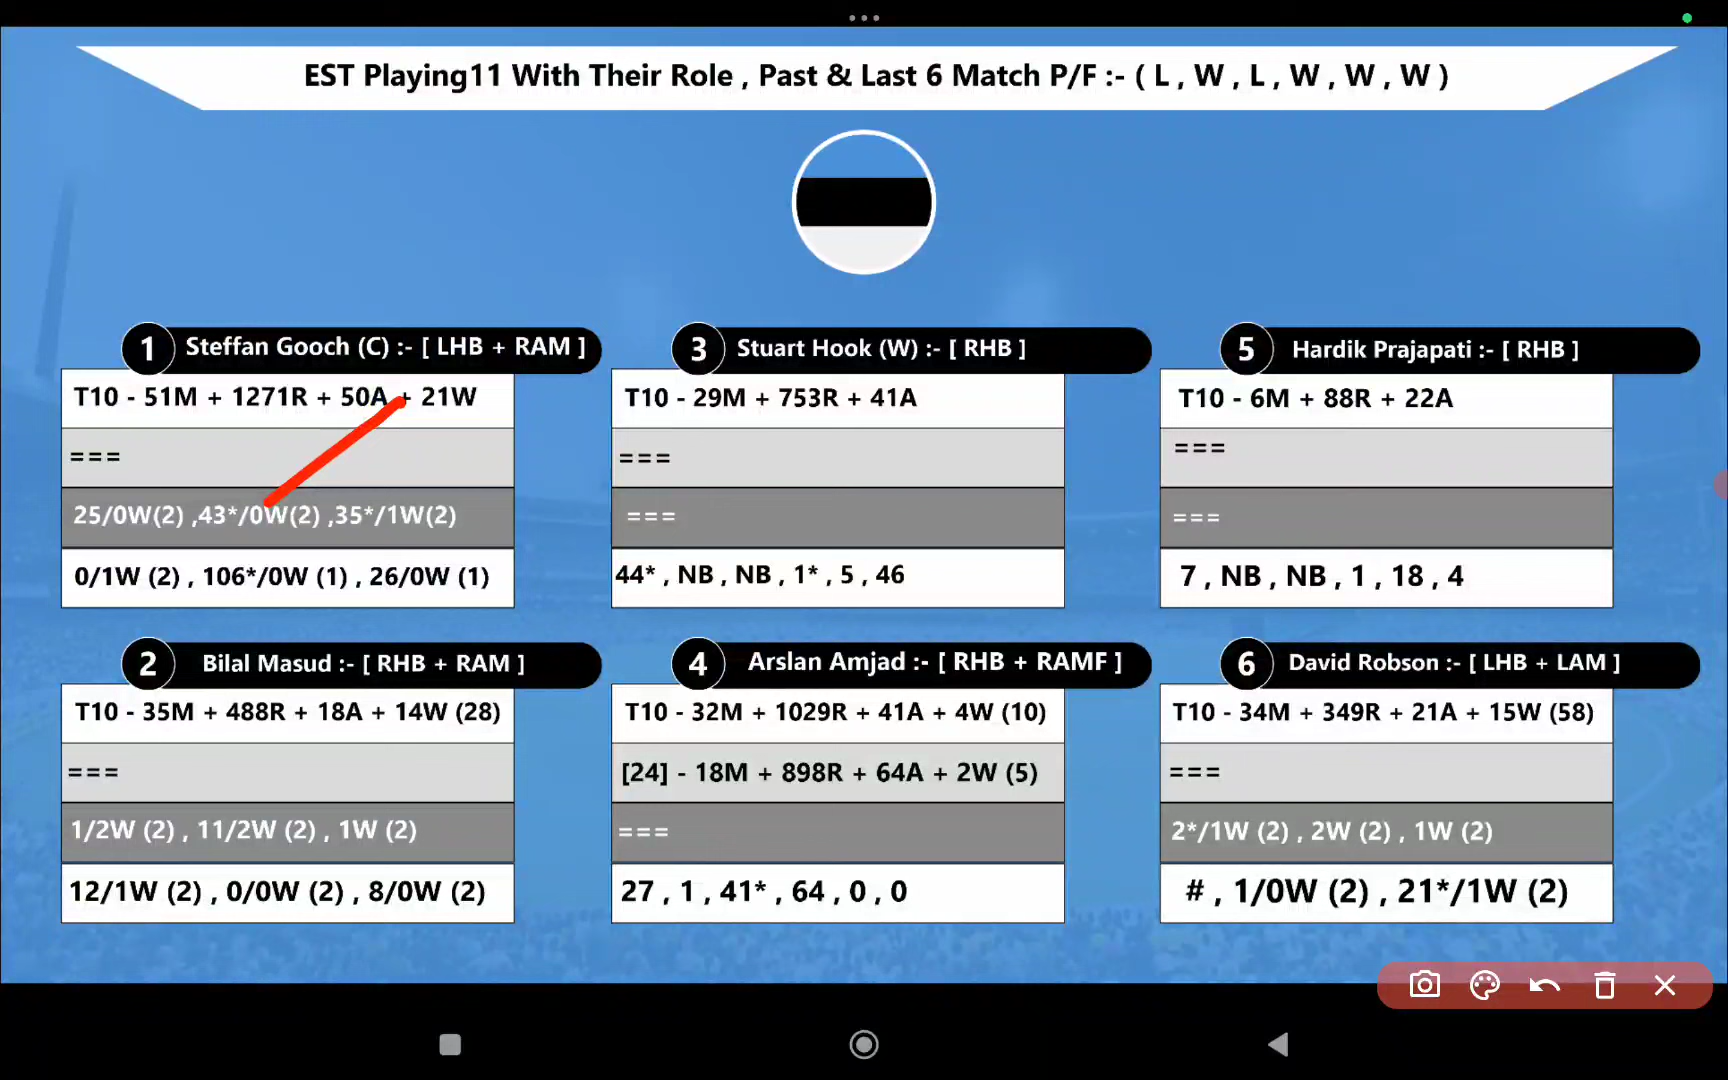 EST Playing11 With Their Role , Past & Last 6 Match P/F :- ( L , W , L , W , W , W )
1 Steffan Gooch (C) :- [ LHB + RAM ]
T10 - 51M + 1271R + 50A + 21W
===
25/0W(2) ,43*/0W(2) ,35*/1W(2)
0/1W (2) , 106*/0W (1) , 26/0W (1)
2 Bilal Masud :- [ RHB + RAM ]
T10 - 35M + 488R + 18A + 14W (28)
===
1/2W (2) , 11/2W (2) , 1W (2)
12/1W (2) , 0/0W (2) , 8/0W (2)
3 Stuart Hook (W) :- [ RHB ]
T10 - 29M + 753R + 41A
===
===
44* , NB , NB , 1* , 5 , 46
4 Arslan Amjad :- [ RHB + RAMF ]
T10 - 32M + 1029R + 41A + 4W (10)
[24] - 18M + 898R + 64A + 2W (5)
===
27 , 1 , 41* , 64 , 0 , 0
5 Hardik Prajapati :- [ RHB ]
T10 - 6M + 88R + 22A
===
===
7 , NB , NB , 1 , 18 , 4
6 David Robson :- [ LHB + LAM ]
T10 - 34M + 349R + 21A + 15W (58)
===
2*/1W (2) , 2W (2) , 1W (2)
# , 1/0W (2) , 21*/1W (2)